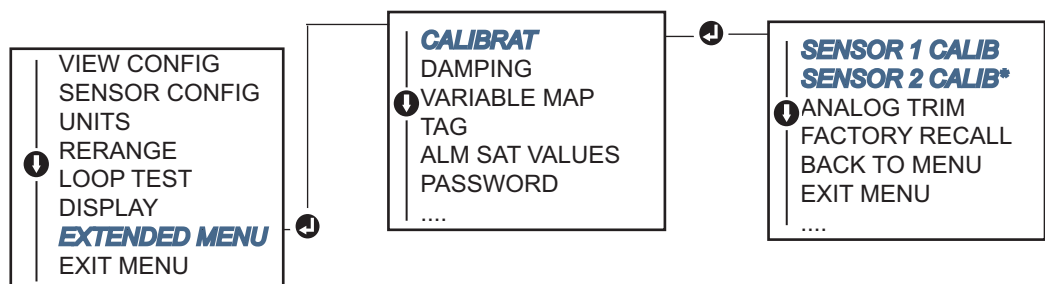 VIEW CONFIG
SENSOR CONFIG
UNITS
RERANGE
LOOP TEST
DISPLAY
EXTENDED MENU
EXIT MENU
CALIBRAT
DAMPING
VARIABLE MAP
TAG
ALM SAT VALUES
PASSWORD
....
SENSOR 1 CALIB
SENSOR 2 CALIB*
ANALOG TRIM
FACTORY RECALL
BACK TO MENU
EXIT MENU
....